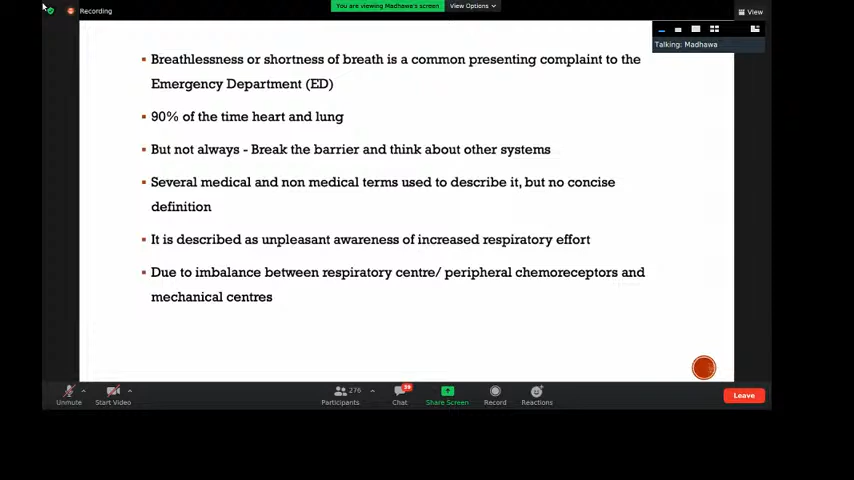 Recording
You are viewing Madhawa's screen
View Options
View
Talking: Madhawa
Breathlessness or shortness of breath is a common presenting complaint to the
Emergency Department (ED)
90% of the time heart and lung
But not always - Break the barrier and think about other systems
Several medical and non medical terms used to describe it, but no concise
definition
It is described as unpleasant awareness of increased respiratory effort
Due to imbalance between respiratory centre/ peripheral chemoreceptors and
mechanical centres
276
39
Unmute
Start Video
Participants
Chat
Share Screen
Record
Reactions
Leave